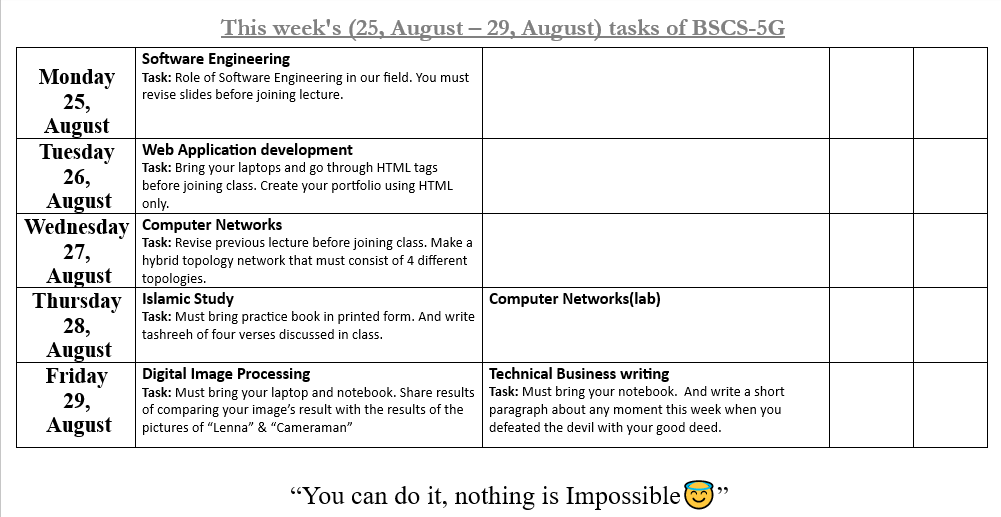 This week's (25, August – 29, August) tasks of BSCS-5G
Monday
25,
August
Software Engineering
Task: Role of Software Engineering in our field. You must
revise slides before joining lecture.
Tuesday
26,
August
Web Application development
Task: Bring your laptops and go through HTML tags
before joining class. Create your portfolio using HTML
only.
Wednesday
27,
August
Computer Networks
Task: Revise previous lecture before joining class. Make a
hybrid topology network that must consist of 4 different
topologies.
Thursday
28,
August
Islamic Study
Task: Must bring practice book in printed form. And write
tashreeh of four verses discussed in class.
Computer Networks(lab)
Friday
29,
August
Digital Image Processing
Task: Must bring your laptop and notebook. Share results
of comparing your image’s result with the results of the
pictures of “Lenna” & “Cameraman”
Technical Business writing
Task: Must bring your notebook.  And write a short
paragraph about any moment this week when you
defeated the devil with your good deed.
“You can do it, nothing is Impossible😇”